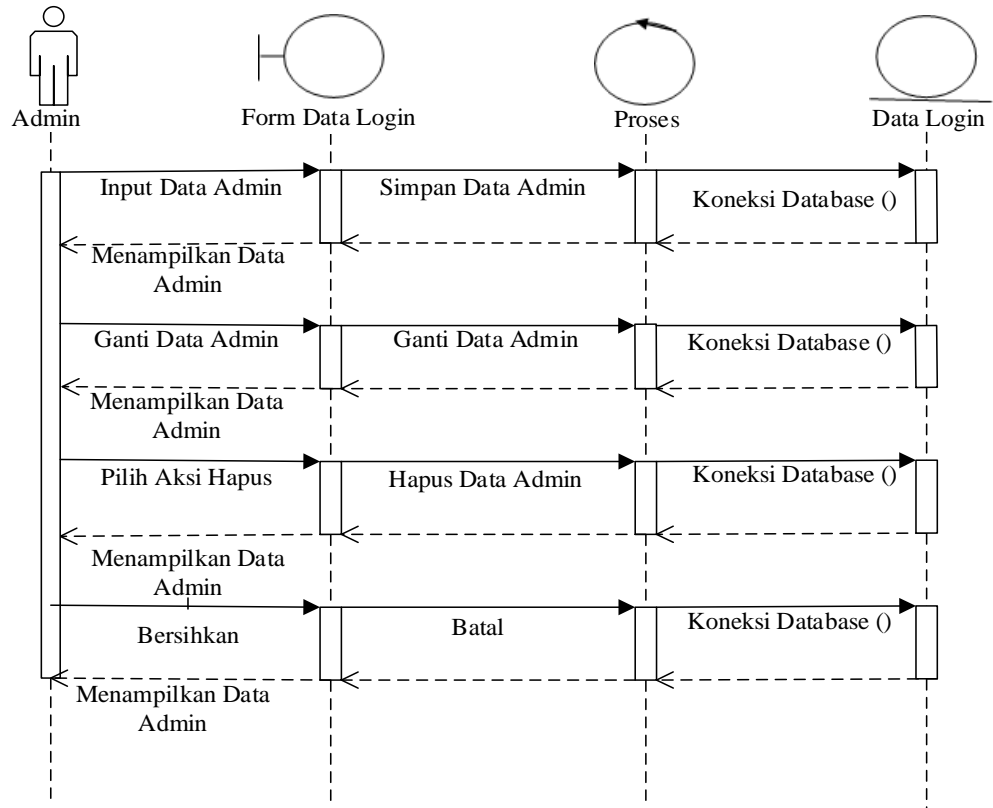 Admin
Form Data Login
Proses
Data Login
Input Data Admin
Simpan Data Admin
Koneksi Database ()
Menampilkan Data
Admin
Ganti Data Admin
Ganti Data Admin
Koneksi Database ()
Menampilkan Data
Admin
Pilih Aksi Hapus
Hapus Data Admin
Koneksi Database ()
Menampilkan Data
Admin
Bersihkan
Batal
Koneksi Database ()
Menampilkan Data
Admin